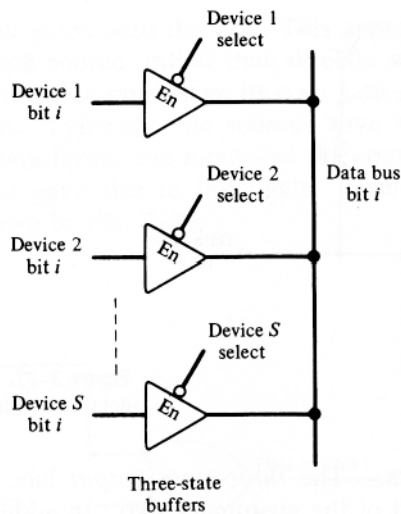 Device 1
select
Device 1
bit i
En
Device 2
select
Data bus
bit i
Device 2
bit i
En
Device S
select
Device S
bit i
En
Three-state
buffers